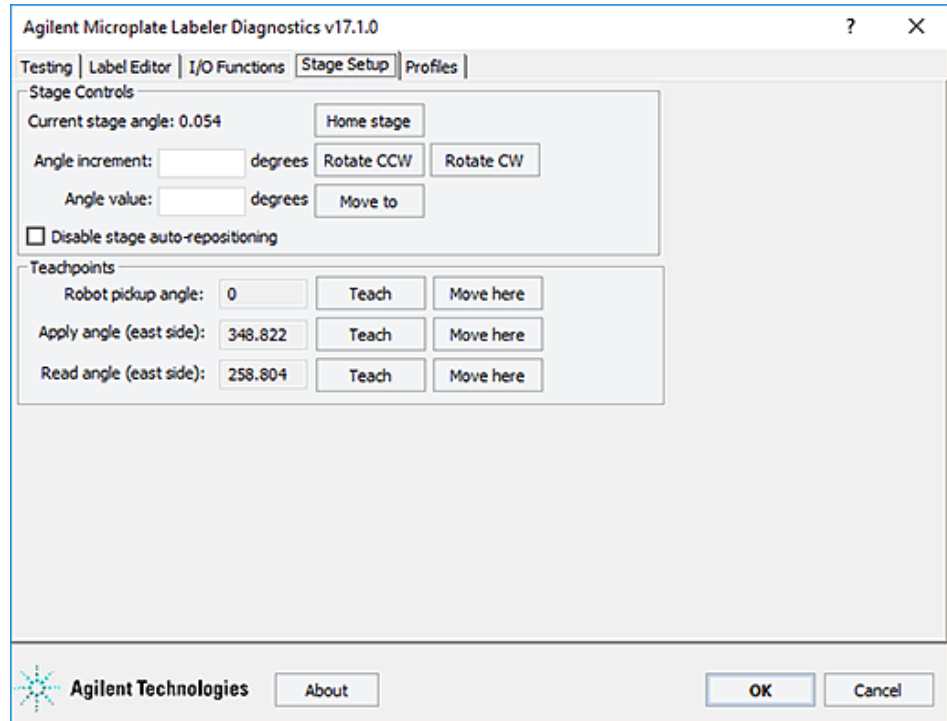 Agilent Microplate Labeler Diagnostics v17.1.0 ? X
Testing Label Editor I/O Functions Stage Setup Profiles
Stage Controls
Current stage angle: 0.054 Home stage
Angle increment: degrees Rotate CCW Rotate CW
Angle value: degrees Move to
Disable stage auto-repositioning
Teachpoints
Robot pickup angle: 0 Teach Move here
Apply angle (east side): 348.822 Teach Move here
Read angle (east side): 258.804 Teach Move here
Agilent Technologies About OK Cancel